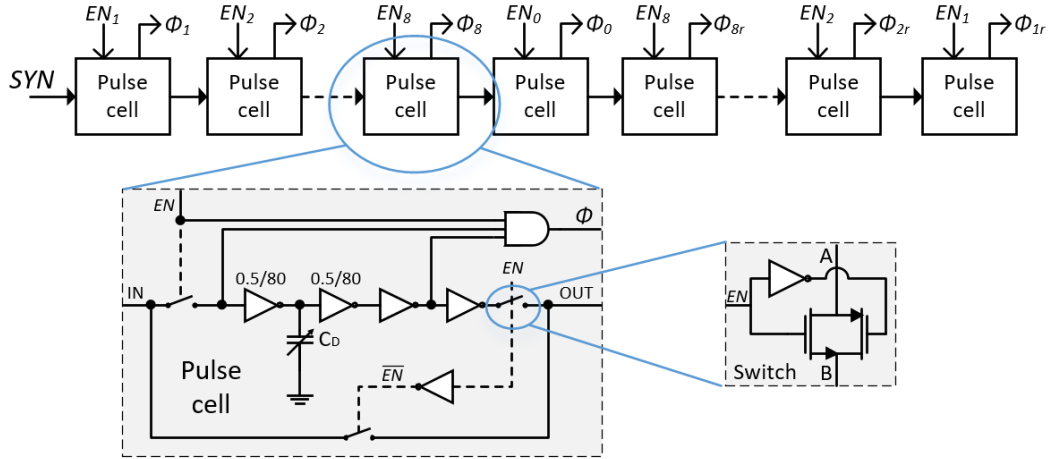 EN1 Φ1 EN2 Φ2 EN8 Φ8 EN0 Φ0 EN8 Φ8r EN2 Φ2r EN1 Φ1r
SYN
Pulse cell
Pulse cell
Pulse cell
Pulse cell
Pulse cell
Pulse cell
Pulse cell
EN
Φ
0.5/80 0.5/80
EN
IN
OUT
CD
E̅N̅
Pulse
cell
A
EN
Switch
B